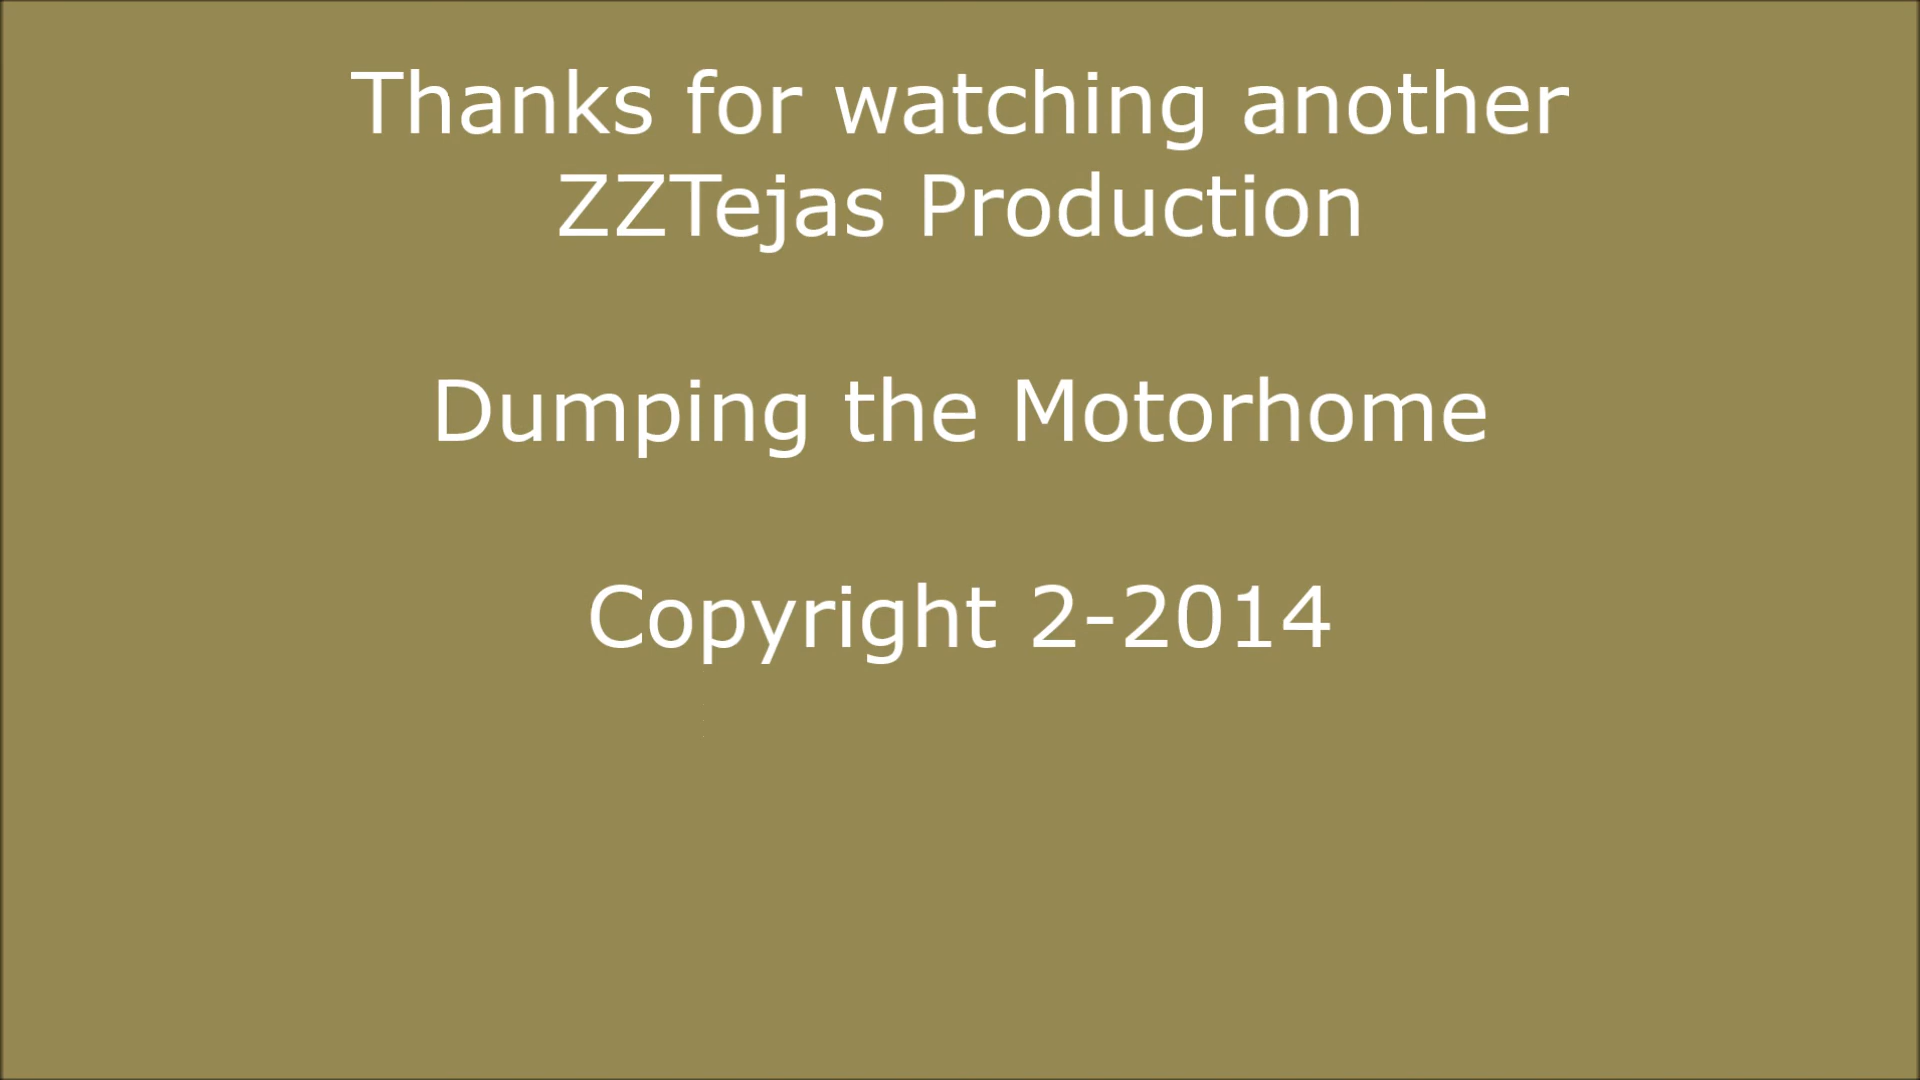 Thanks for watching another
ZZTejas Production
Dumping the Motorhome
Copyright 2-2014